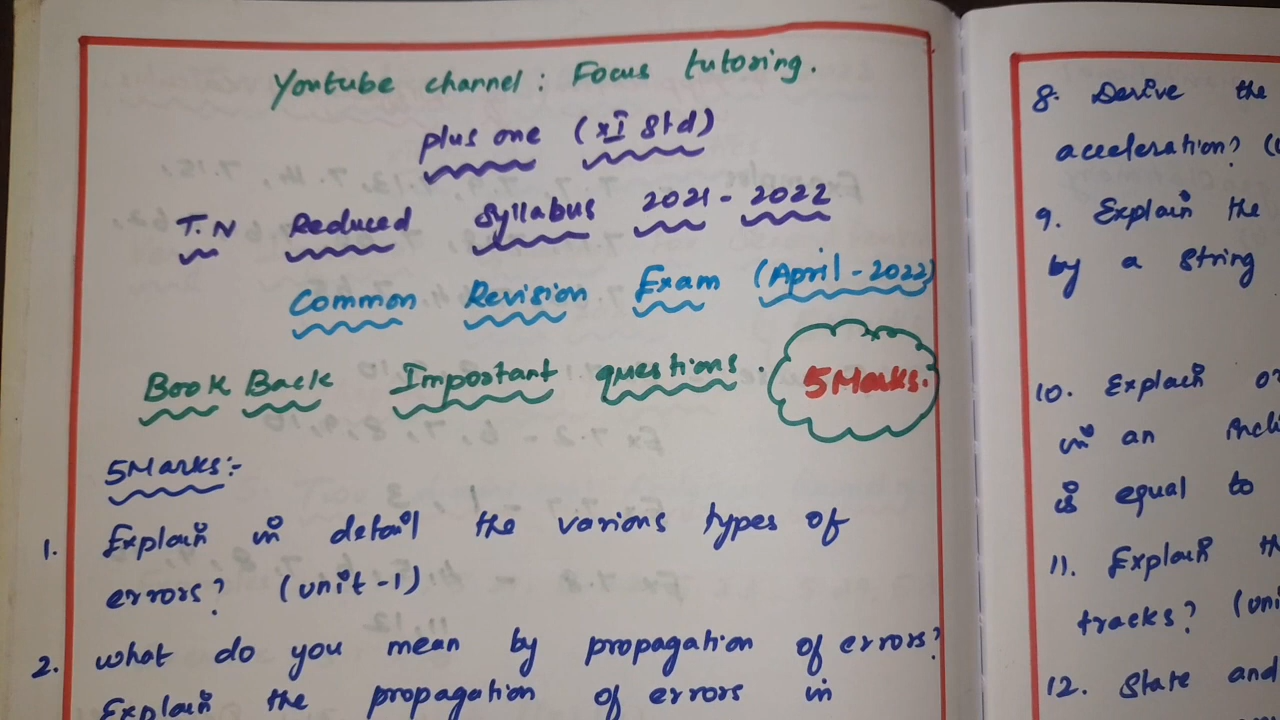 Youtube channel : Focus tutoring.
plus one (XI Std)
T.N Reduced Syllabus 2021 - 2022
Common Revision Exam (April - 2022)
Book Back Important questions.
5 Marks.
5 Marks:-
1. Explain in detail the various types of
errors? (unit -1)
2. what do you mean by propagation of errors?
Explain the propagation of errors in
8. Derive the
acceleration?
9. Explain the
by a string
10. Explain
in an
is equal to
11. Explain
tracks?
12. State and